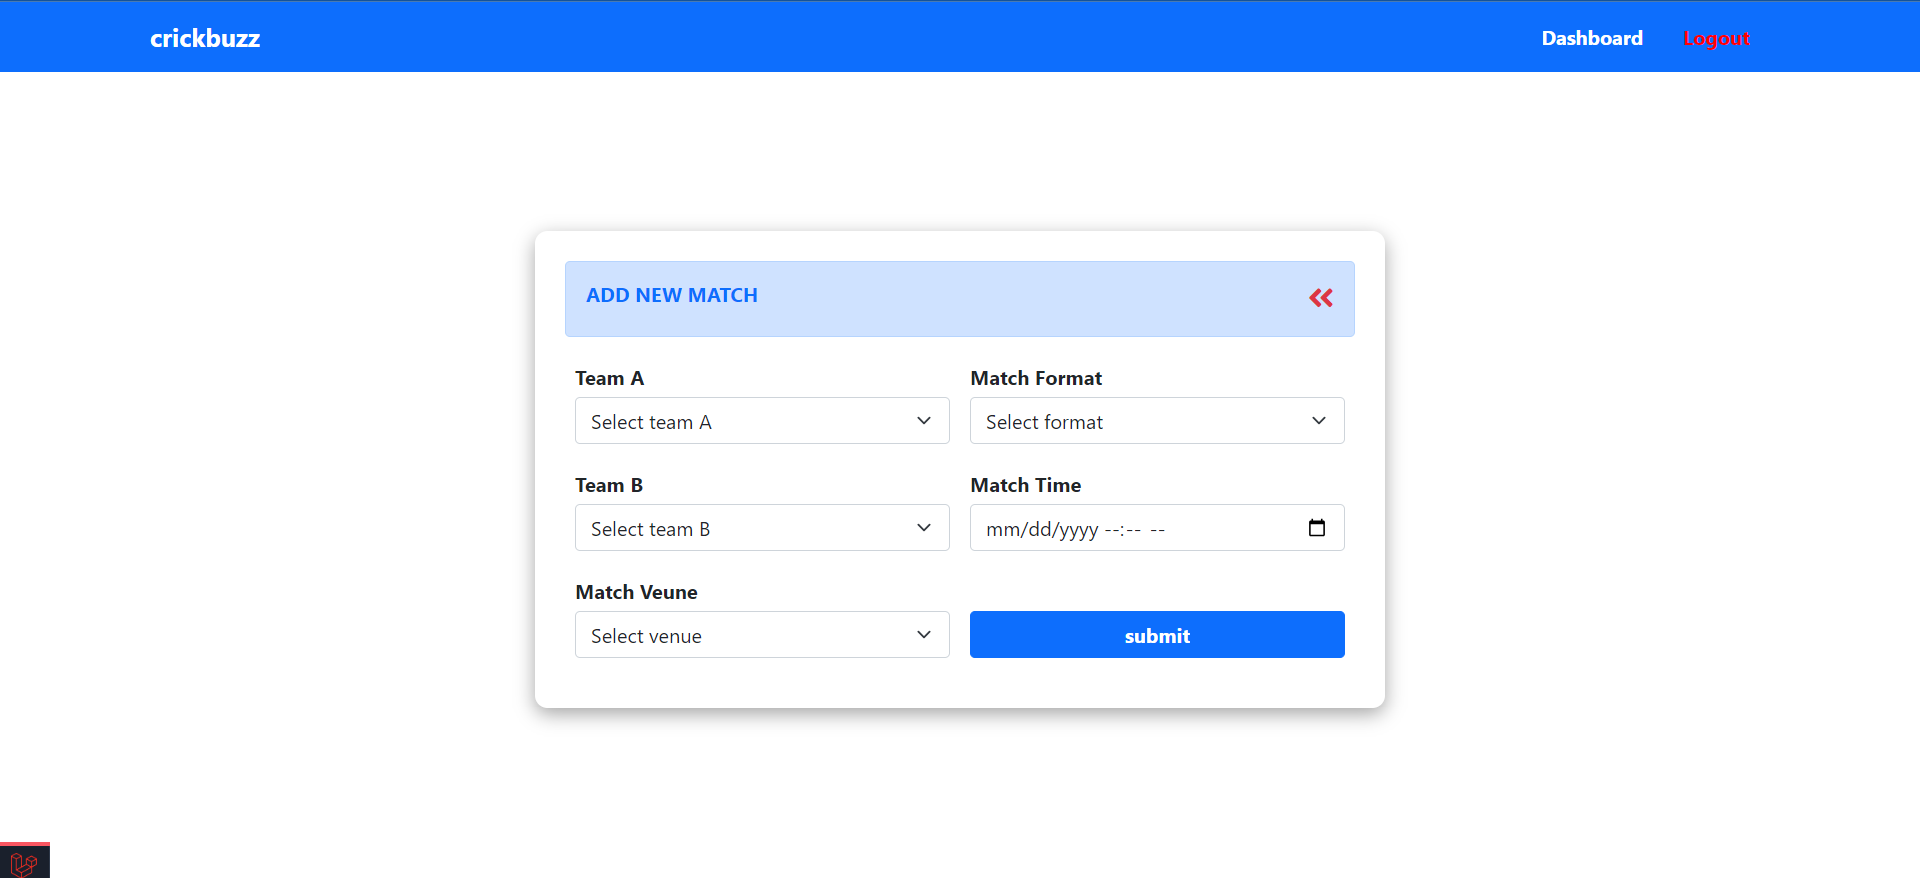 crickbuzz
Dashboard
Logout
ADD NEW MATCH
Team A
Match Format
Select team A
Select format
Team B
Match Time
Select team B
mm/dd/yyyy --:-- --
Match Veune
Select venue
submit